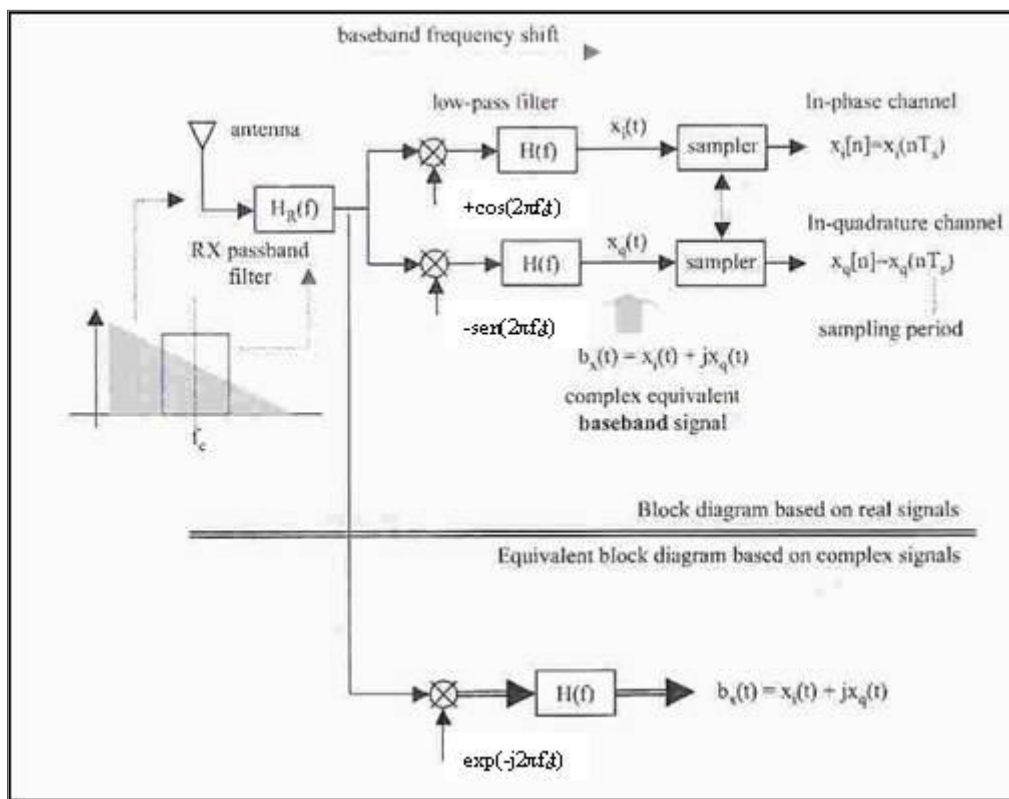 baseband frequency shift
low-pass filter
In-phase channel
antenna
H(f)
x_i(t)
sampler
x_i[n]=x_i(nT_s)
+cos(2πf_ct)
H_R(f)
In-quadrature channel
RX passband
filter
H(f)
x_q(t)
sampler
x_q[n]=x_q(nT_s)
-sen(2πf_ct)
sampling period
b_x(t) = x_i(t) + jx_q(t)
complex equivalent
baseband signal
f_c
Block diagram based on real signals
Equivalent block diagram based on complex signals
H(f)
b_x(t) = x_i(t) + jx_q(t)
exp(-j2πf_ct)